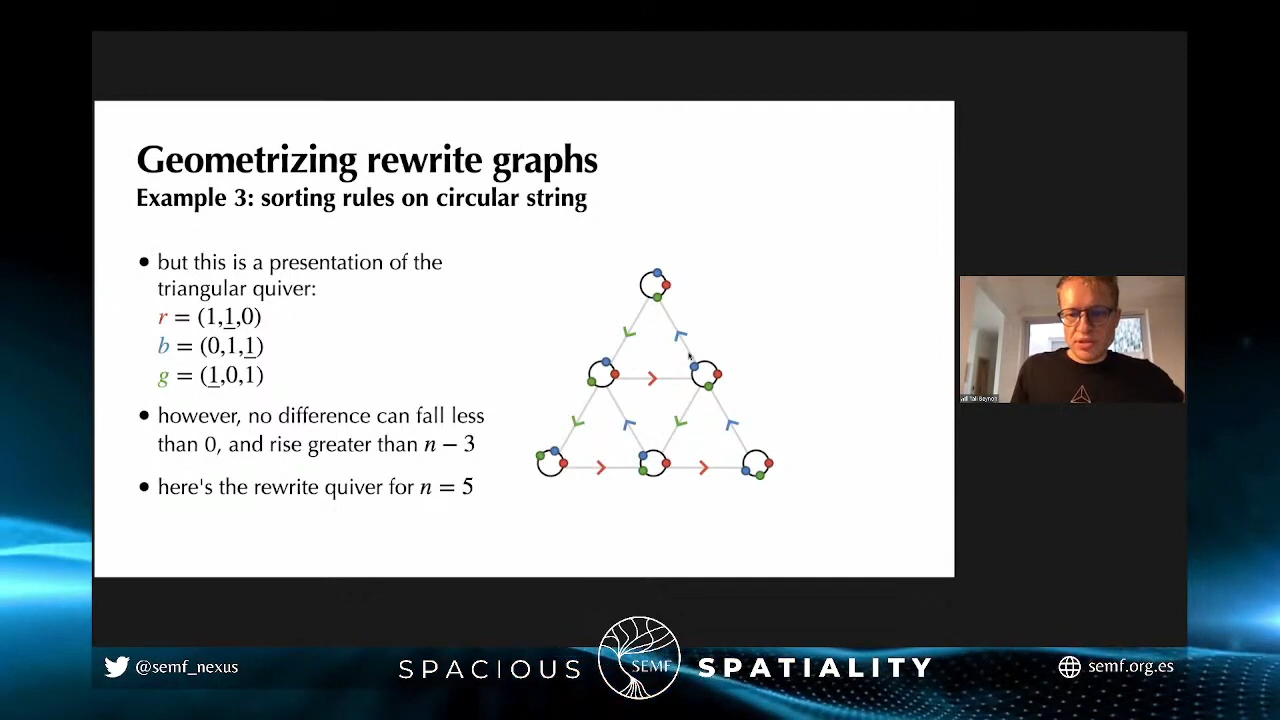 Geometrizing rewrite graphs
Example 3: sorting rules on circular string
• but this is a presentation of the
triangular quiver:
r = (1,1̲,0)
b = (0,1,1̲)
g = (1̲,0,1)
• however, no difference can fall less
than 0, and rise greater than n − 3
• here's the rewrite quiver for n = 5
@semf_nexus
SPACIOUS
SEMF
SPATIALITY
semf.org.es